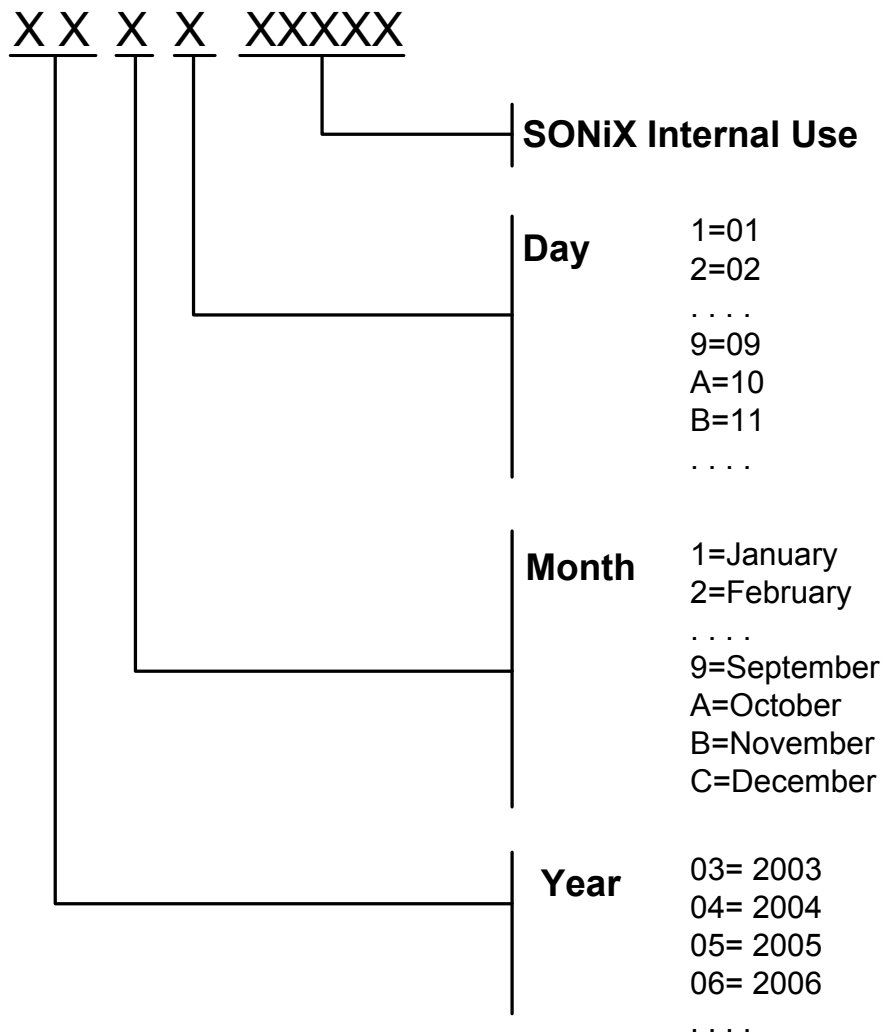 X X X X XXXXX
SONiX Internal Use
Day
1=01
2=02
. . . .
9=09
A=10
B=11
. . . .
Month
1=January
2=February
. . . .
9=September
A=October
B=November
C=December
Year
03= 2003
04= 2004
05= 2005
06= 2006
. . . .